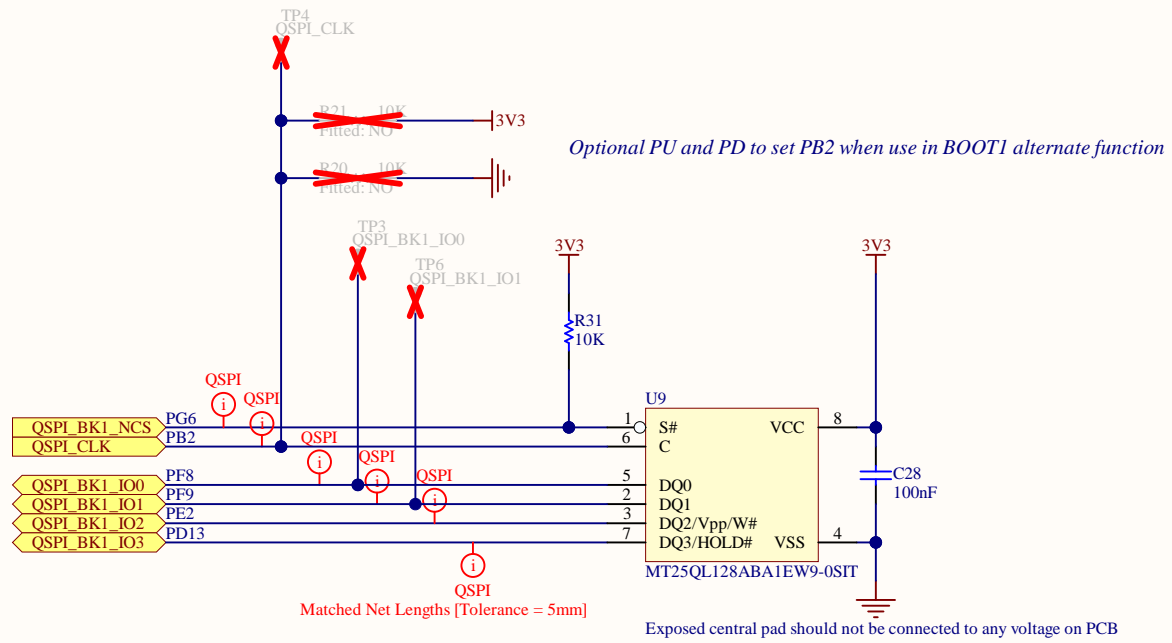 TP4
QSPI_CLK
R21 10K
Fitted: NO
3V3
Optional PU and PD to set PB2 when use in BOOT1 alternate function
R20 10K
Fitted: NO
TP3
QSPI_BK1_IO0
TP6
QSPI_BK1_IO1
3V3
3V3
R31
10K
QSPI
QSPI
QSPI
QSPI
QSPI
U9
QSPI_BK1_NCS PG6 1 S# VCC 8
QSPI_CLK PB2 6 C
QSPI_BK1_IO0 PF8 5 DQ0
QSPI_BK1_IO1 PF9 2 DQ1
QSPI_BK1_IO2 PE2 3 DQ2/Vpp/W#
QSPI_BK1_IO3 PD13 7 DQ3/HOLD# VSS 4
C28
100nF
i
i
i
i
i
i
QSPI
MT25QL128ABA1EW9-0SIT
Matched Net Lengths [Tolerance = 5mm]
Exposed central pad should not be connected to any voltage on PCB